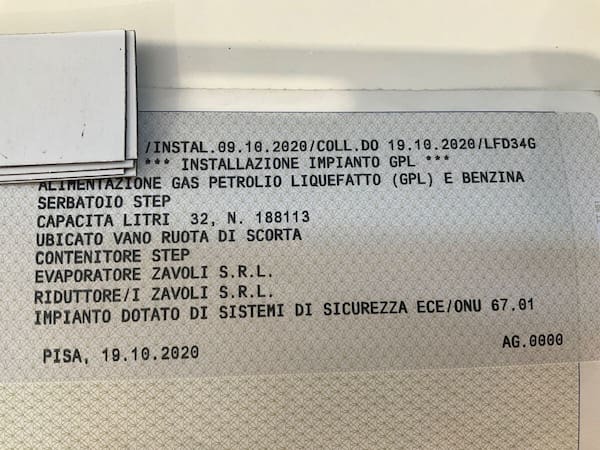 /INSTAL.09.10.2020/COLL.DO 19.10.2020/LFD34G
*** INSTALLAZIONE IMPIANTO GPL ***
ALIMENTAZIONE GAS PETROLIO LIQUEFATTO (GPL) E BENZINA
SERBATOIO STEP
CAPACITA LITRI 32, N. 188113
UBICATO VANO RUOTA DI SCORTA
CONTENITORE STEP
EVAPORATORE ZAVOLI S.R.L.
RIDUTTORE/I ZAVOLI S.R.L.
IMPIANTO DOTATO DI SISTEMI DI SICUREZZA ECE/ONU 67.01
PISA, 19.10.2020 AG.0000